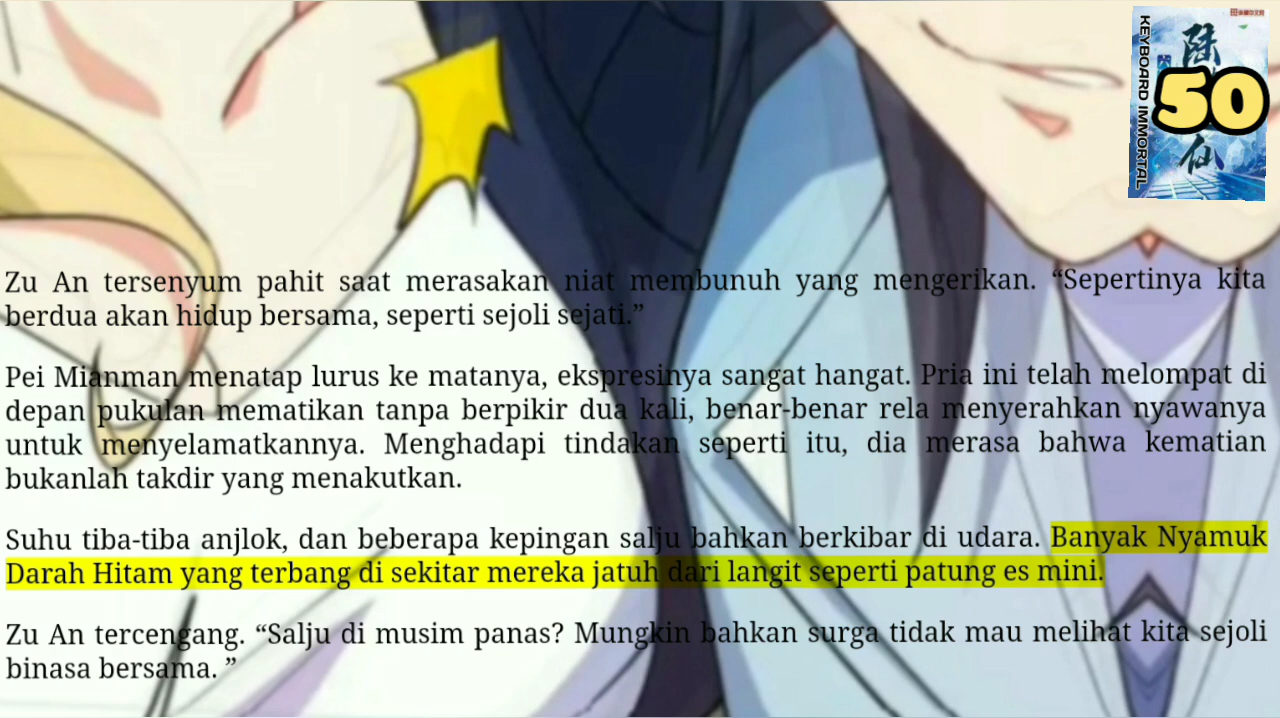 陆
仙
KEYBOARD IMMORTAL
50
Zu An tersenyum pahit saat merasakan niat membunuh yang mengerikan. “Sepertinya kita
berdua akan hidup bersama, seperti sejoli sejati.”
Pei Mianman menatap lurus ke matanya, ekspresinya sangat hangat. Pria ini telah melompat di
depan pukulan mematikan tanpa berpikir dua kali, benar-benar rela menyerahkan nyawanya
untuk menyelamatkannya. Menghadapi tindakan seperti itu, dia merasa bahwa kematian
bukanlah takdir yang menakutkan.
Suhu tiba-tiba anjlok, dan beberapa kepingan salju bahkan berkibar di udara. Banyak Nyamuk
Darah Hitam yang terbang di sekitar mereka jatuh dari langit seperti patung es mini.
Zu An tercengang. “Salju di musim panas? Mungkin bahkan surga tidak mau melihat kita sejoli
binasa bersama. ”